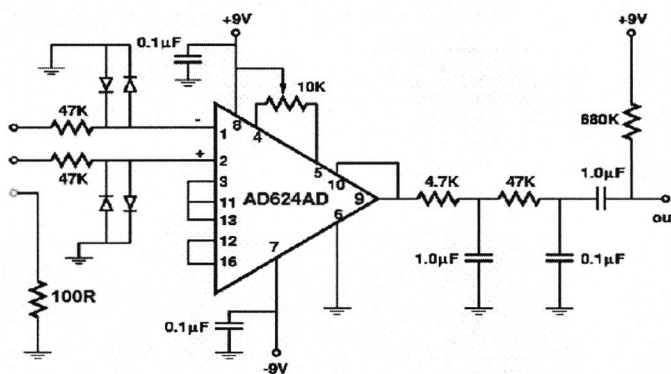 +9V
+9V
0.1µF
10K
47K
680K
- 1
8
4
5
+ 2
47K
10
3
AD624AD
9
4.7K
47K
1.0µF
11
13
6
ou
12
16
7
1.0µF
0.1µF
100R
0.1µF
-9V